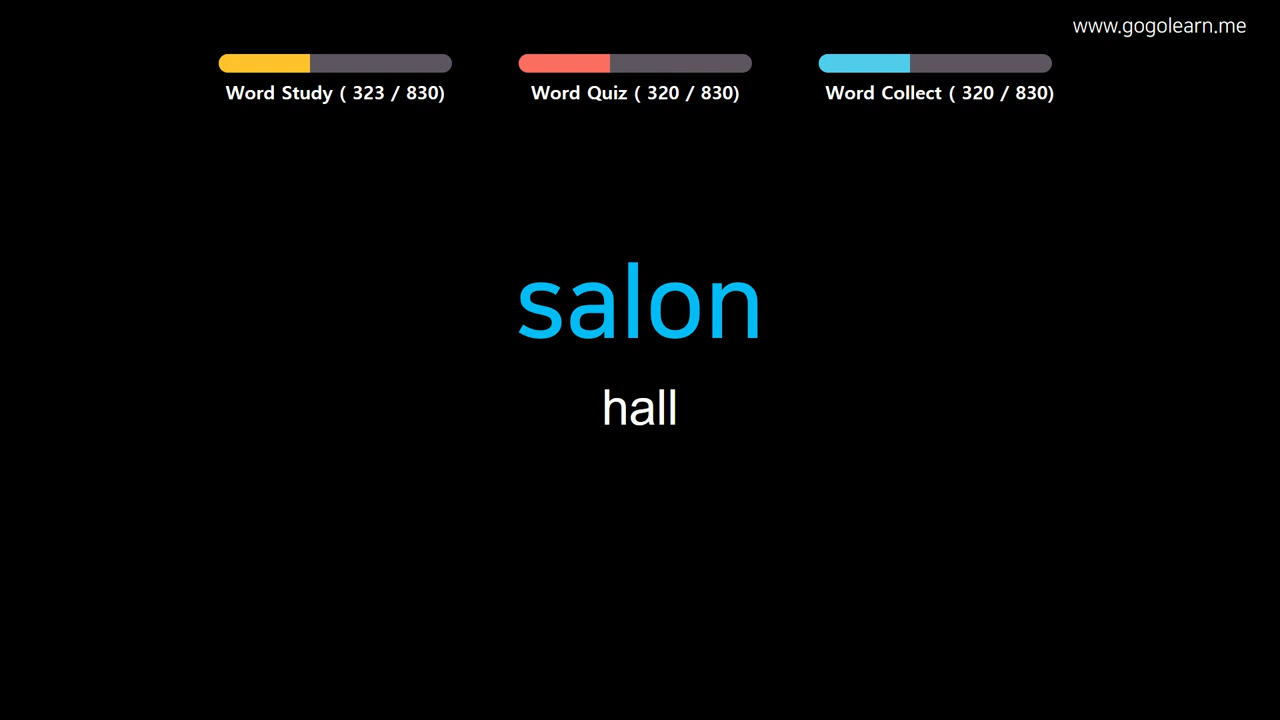 www.gogolearn.me
Word Study ( 323 / 830)
Word Quiz ( 320 / 830)
Word Collect ( 320 / 830)
salon
hall